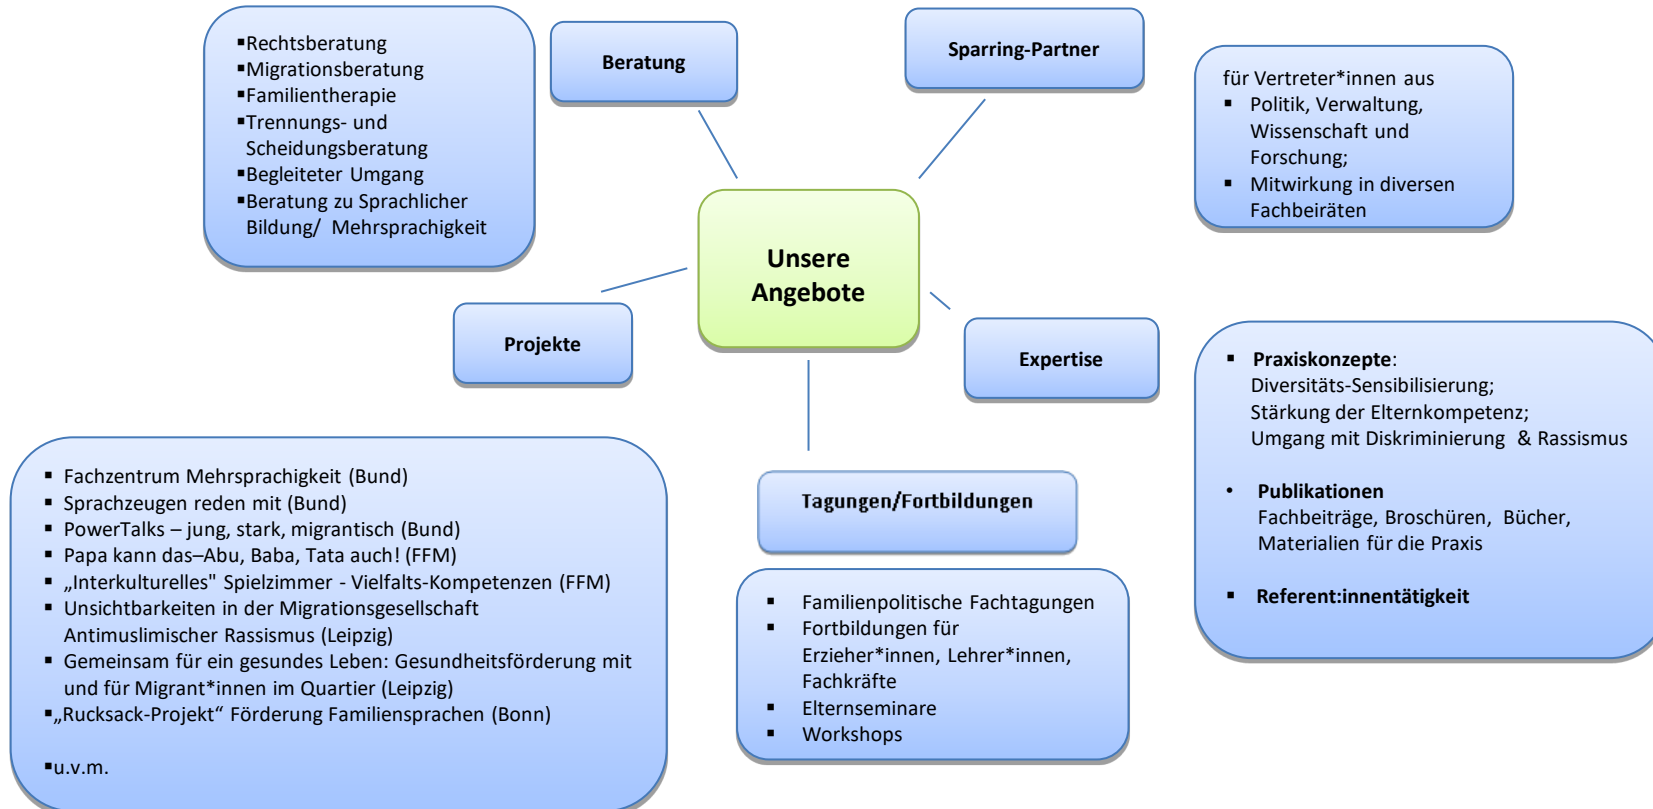 ▪Rechtsberatung
▪Migrationsberatung
▪Familientherapie
▪Trennungs- und
Scheidungsberatung
▪Begleiteter Umgang
▪Beratung zu Sprachlicher
Bildung/ Mehrsprachigkeit
Beratung
Sparring-Partner
für Vertreter*innen aus
▪ Politik, Verwaltung,
Wissenschaft und
Forschung;
▪ Mitwirkung in diversen
Fachbeiräten
Unsere
Angebote
Projekte
Expertise
▪ Praxiskonzepte:
Diversitäts-Sensibilisierung;
Stärkung der Elternkompetenz;
Umgang mit Diskriminierung & Rassismus
• Publikationen
Fachbeiträge, Broschüren, Bücher,
Materialien für die Praxis
▪ Referent:innentätigkeit
▪ Fachzentrum Mehrsprachigkeit (Bund)
▪ Sprachzeugen reden mit (Bund)
▪ PowerTalks – jung, stark, migrantisch (Bund)
▪ Papa kann das–Abu, Baba, Tata auch! (FFM)
▪ „Interkulturelles" Spielzimmer - Vielfalts-Kompetenzen (FFM)
▪ Unsichtbarkeiten in der Migrationsgesellschaft
Antimuslimischer Rassismus (Leipzig)
▪ Gemeinsam für ein gesundes Leben: Gesundheitsförderung mit
und für Migrant*innen im Quartier (Leipzig)
▪„Rucksack-Projekt“ Förderung Familiensprachen (Bonn)
▪u.v.m.
Tagungen/Fortbildungen
▪ Familienpolitische Fachtagungen
▪ Fortbildungen für
Erzieher*innen, Lehrer*innen,
Fachkräfte
▪ Elternseminare
▪ Workshops